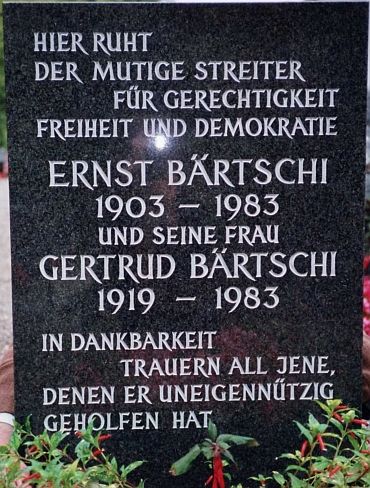 HIER RUHT
DER MUTIGE STREITER
FÜR GERECHTIGKEIT
FREIHEIT UND DEMOKRATIE
ERNST BÄRTSCHI
1903 – 1983
UND SEINE FRAU
GERTRUD BÄRTSCHI
1919 – 1983
IN DANKBARKEIT
TRAUERN ALL JENE,
DENEN ER UNEIGENNÜTZIG
GEHOLFEN HAT